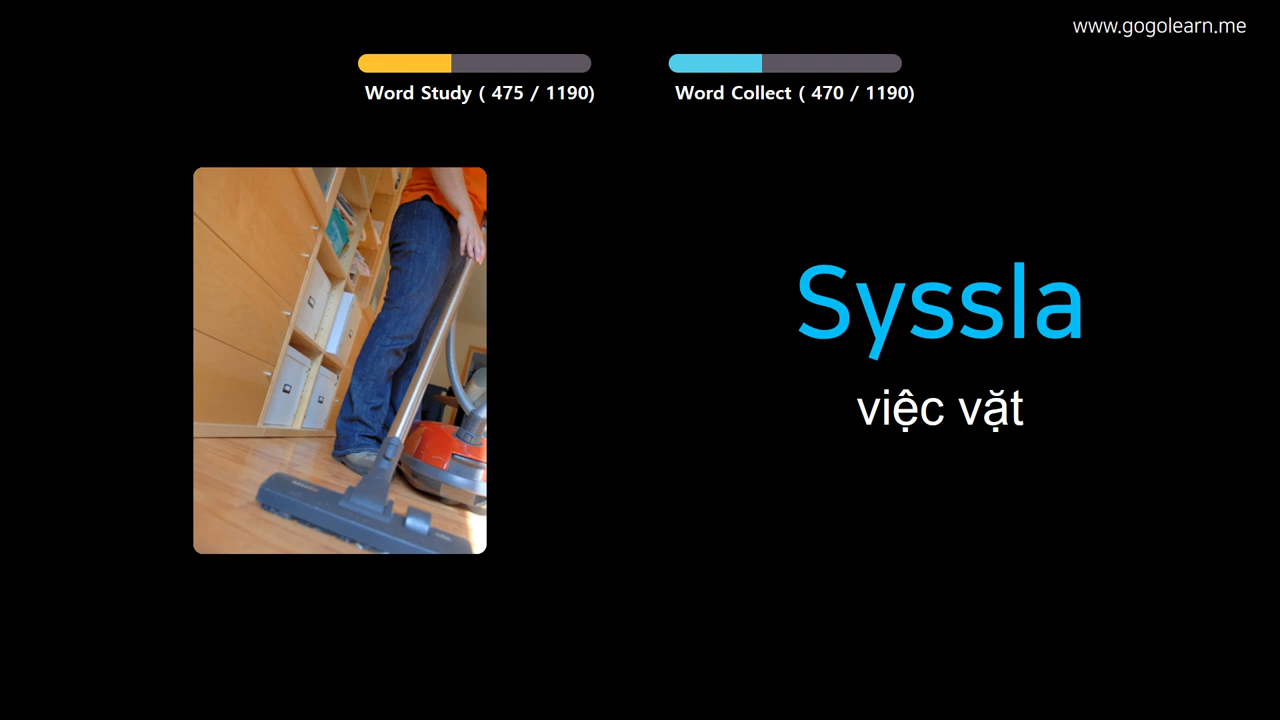 www.gogolearn.me
Word Study ( 475 / 1190)
Word Collect ( 470 / 1190)
Syssla
việc vặt